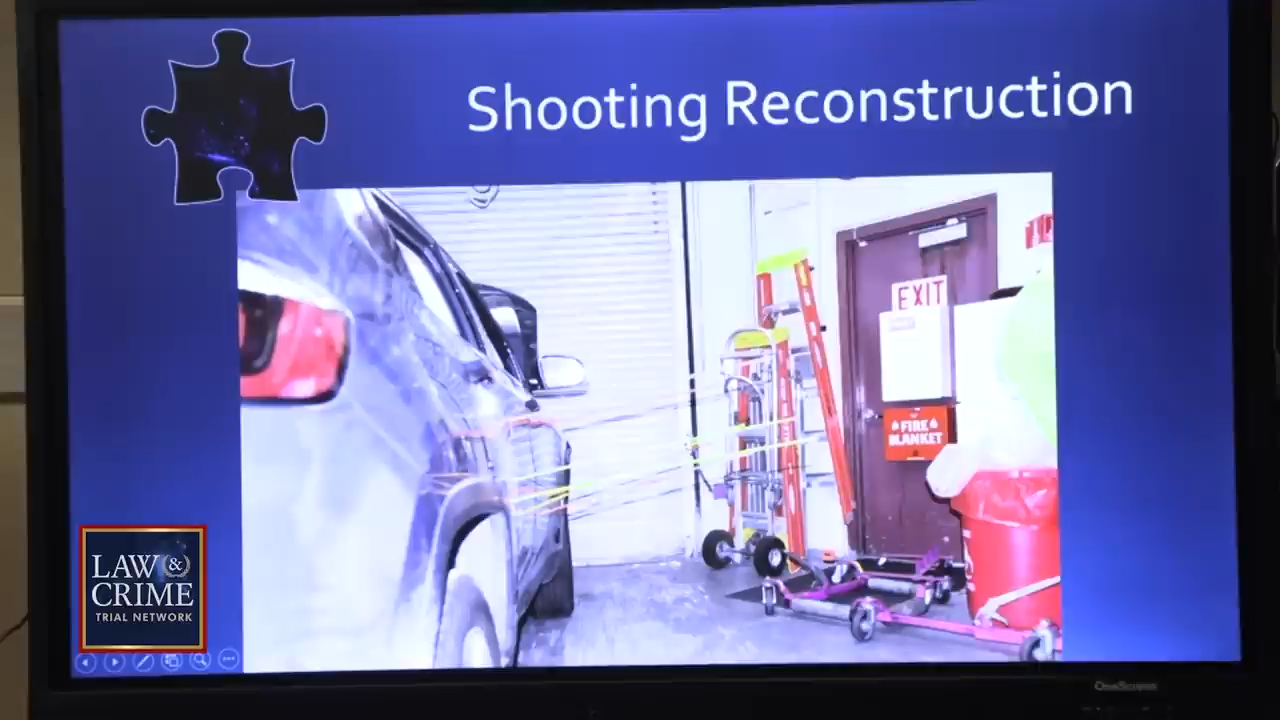 Shooting Reconstruction
EXIT
FIRE
BLANKET
LAW &
CRIME
TRIAL NETWORK